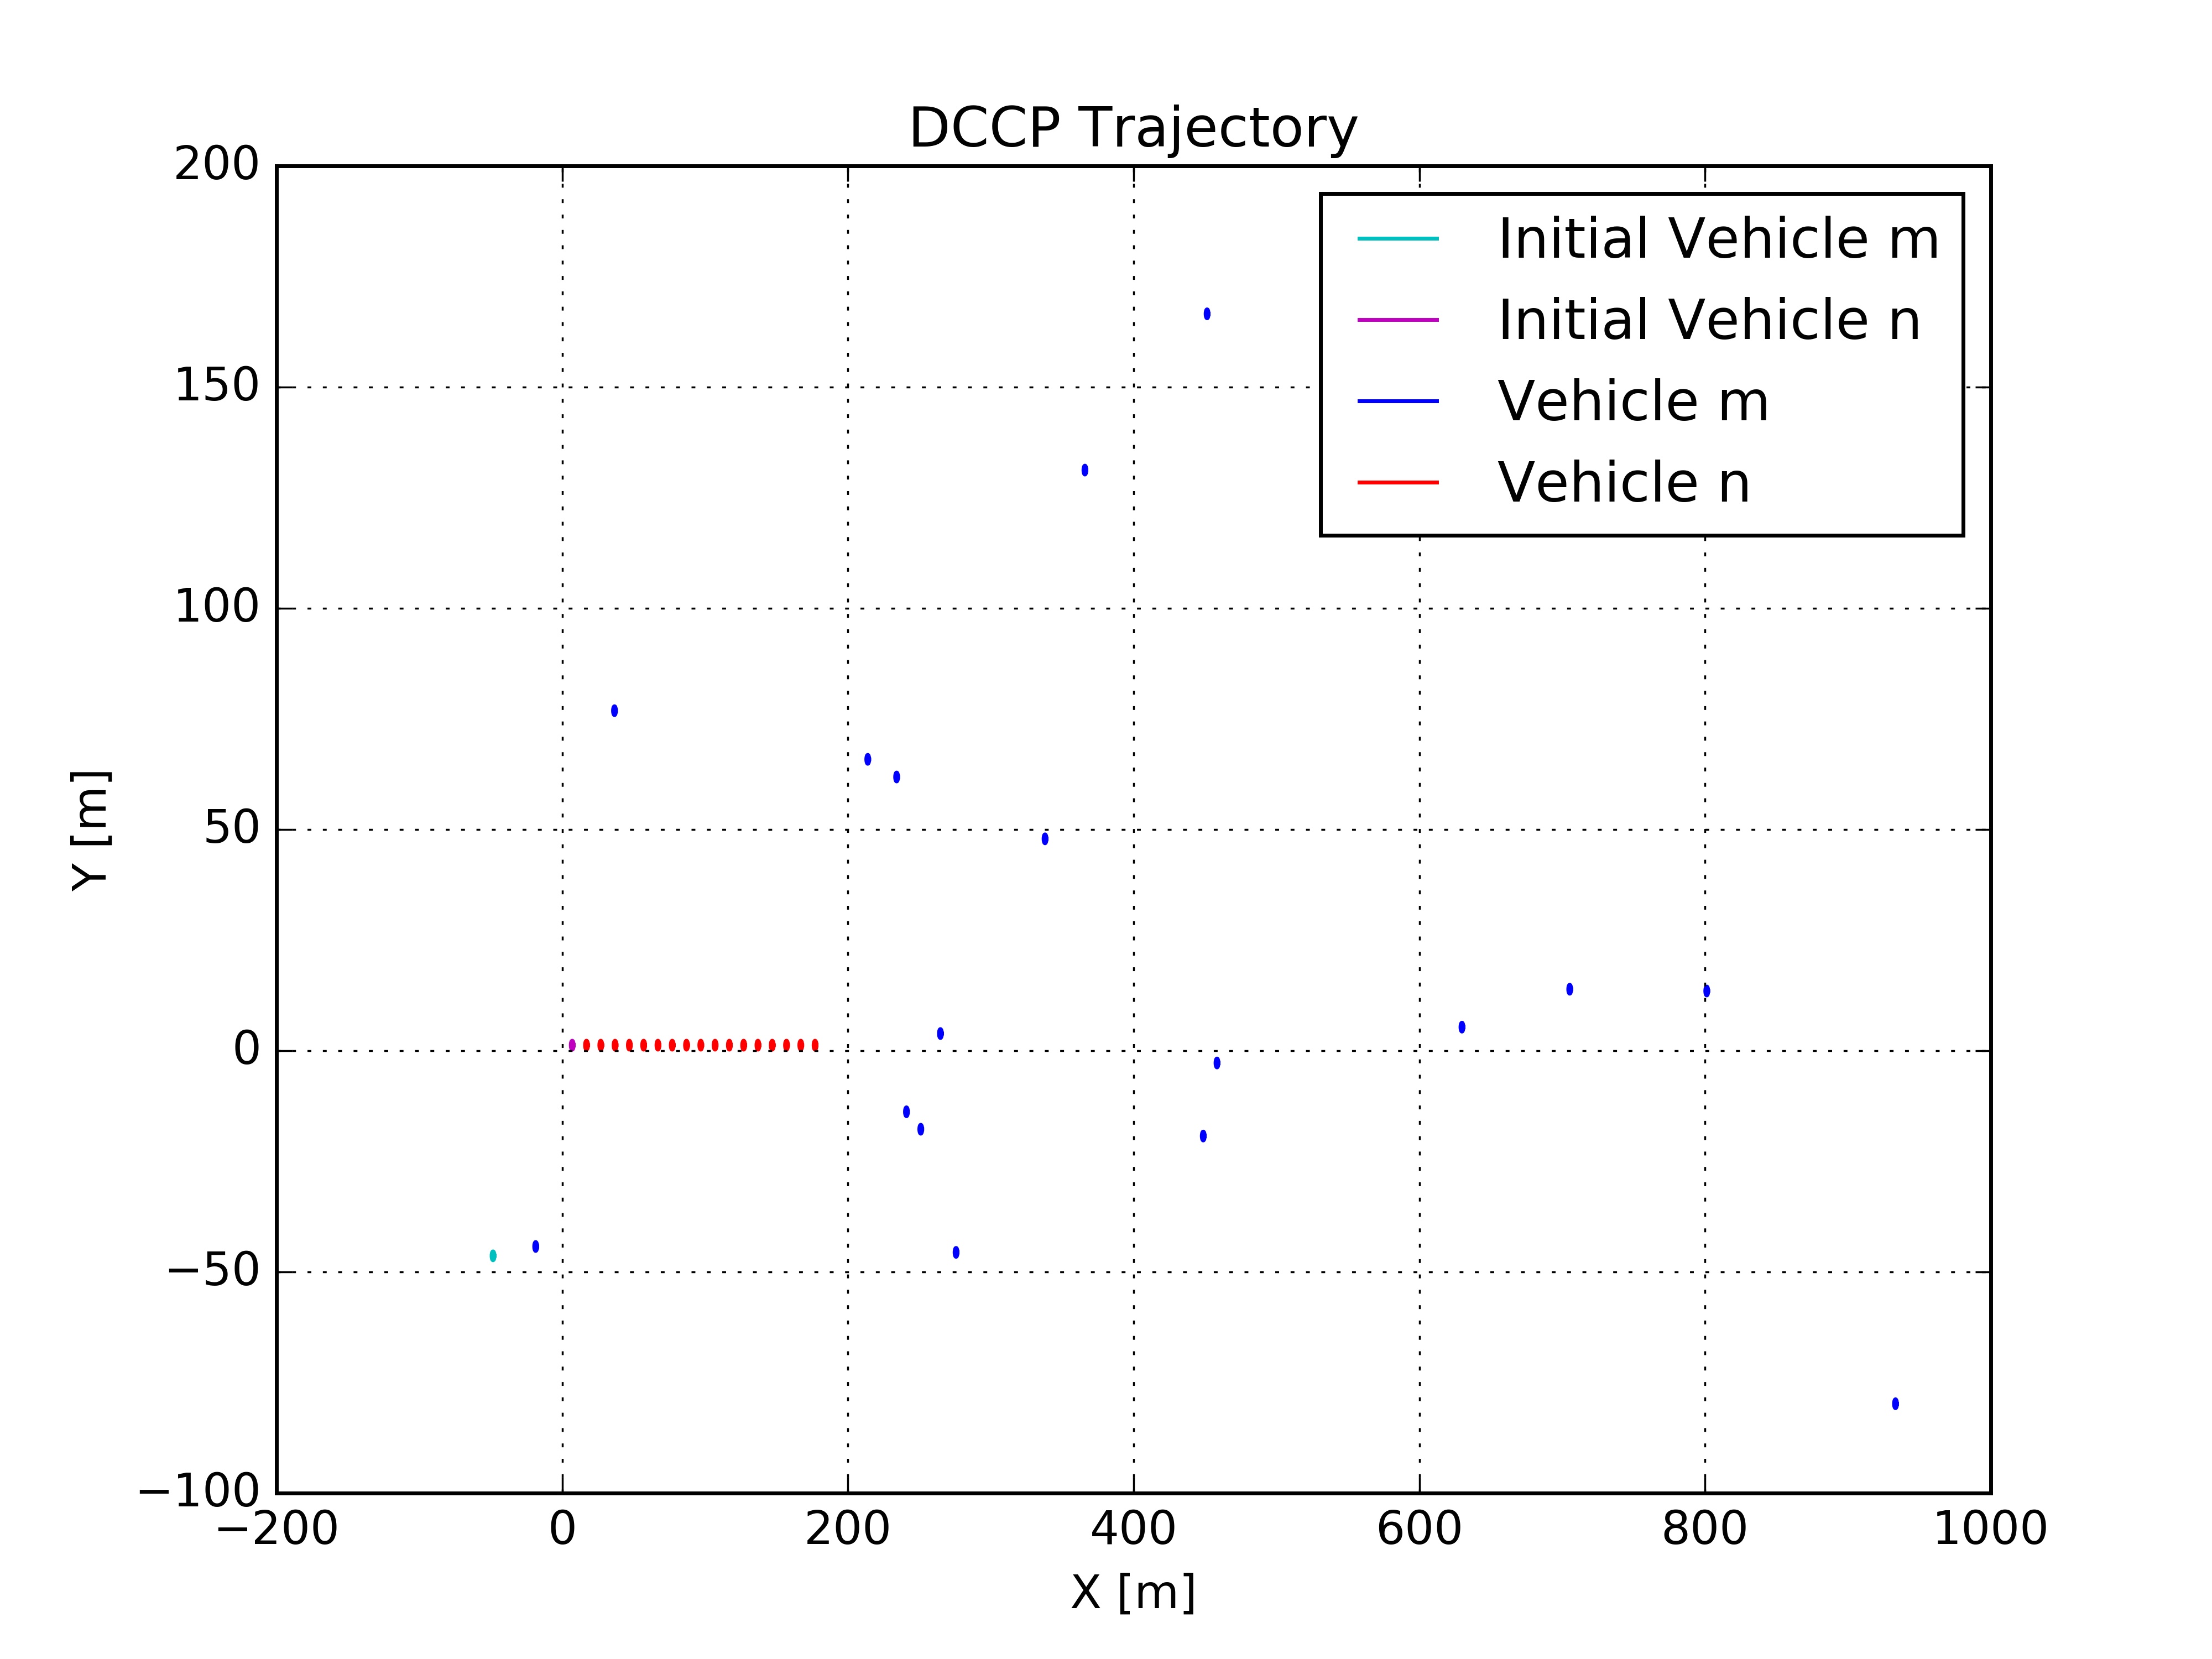 DCCP Trajectory
200
150
100
50
0
−50
−100
Y [m]
Initial Vehicle m
Initial Vehicle n
Vehicle m
Vehicle n
−200 0 200 400 600 800 1000
X [m]